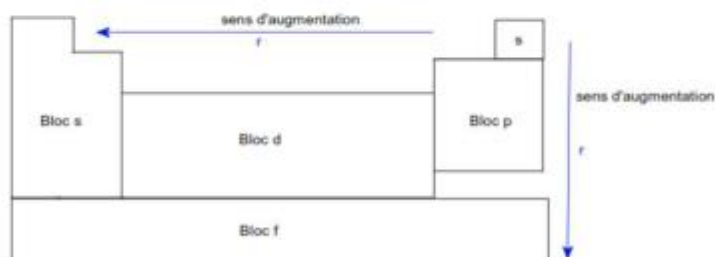 sens d'augmentation
r
s
sens d'augmentation
Bloc s
Bloc d
Bloc p
r
Bloc f